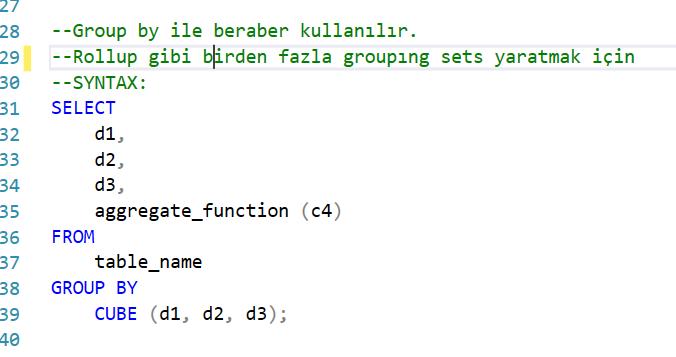 27
28 --Group by ile beraber kullanılır.
29 --Rollup gibi birden fazla groupıng sets yaratmak için
30 --SYNTAX:
31 SELECT
32     d1,
33     d2,
34     d3,
35     aggregate_function (c4)
36 FROM
37     table_name
38 GROUP BY
39     CUBE (d1, d2, d3);
40